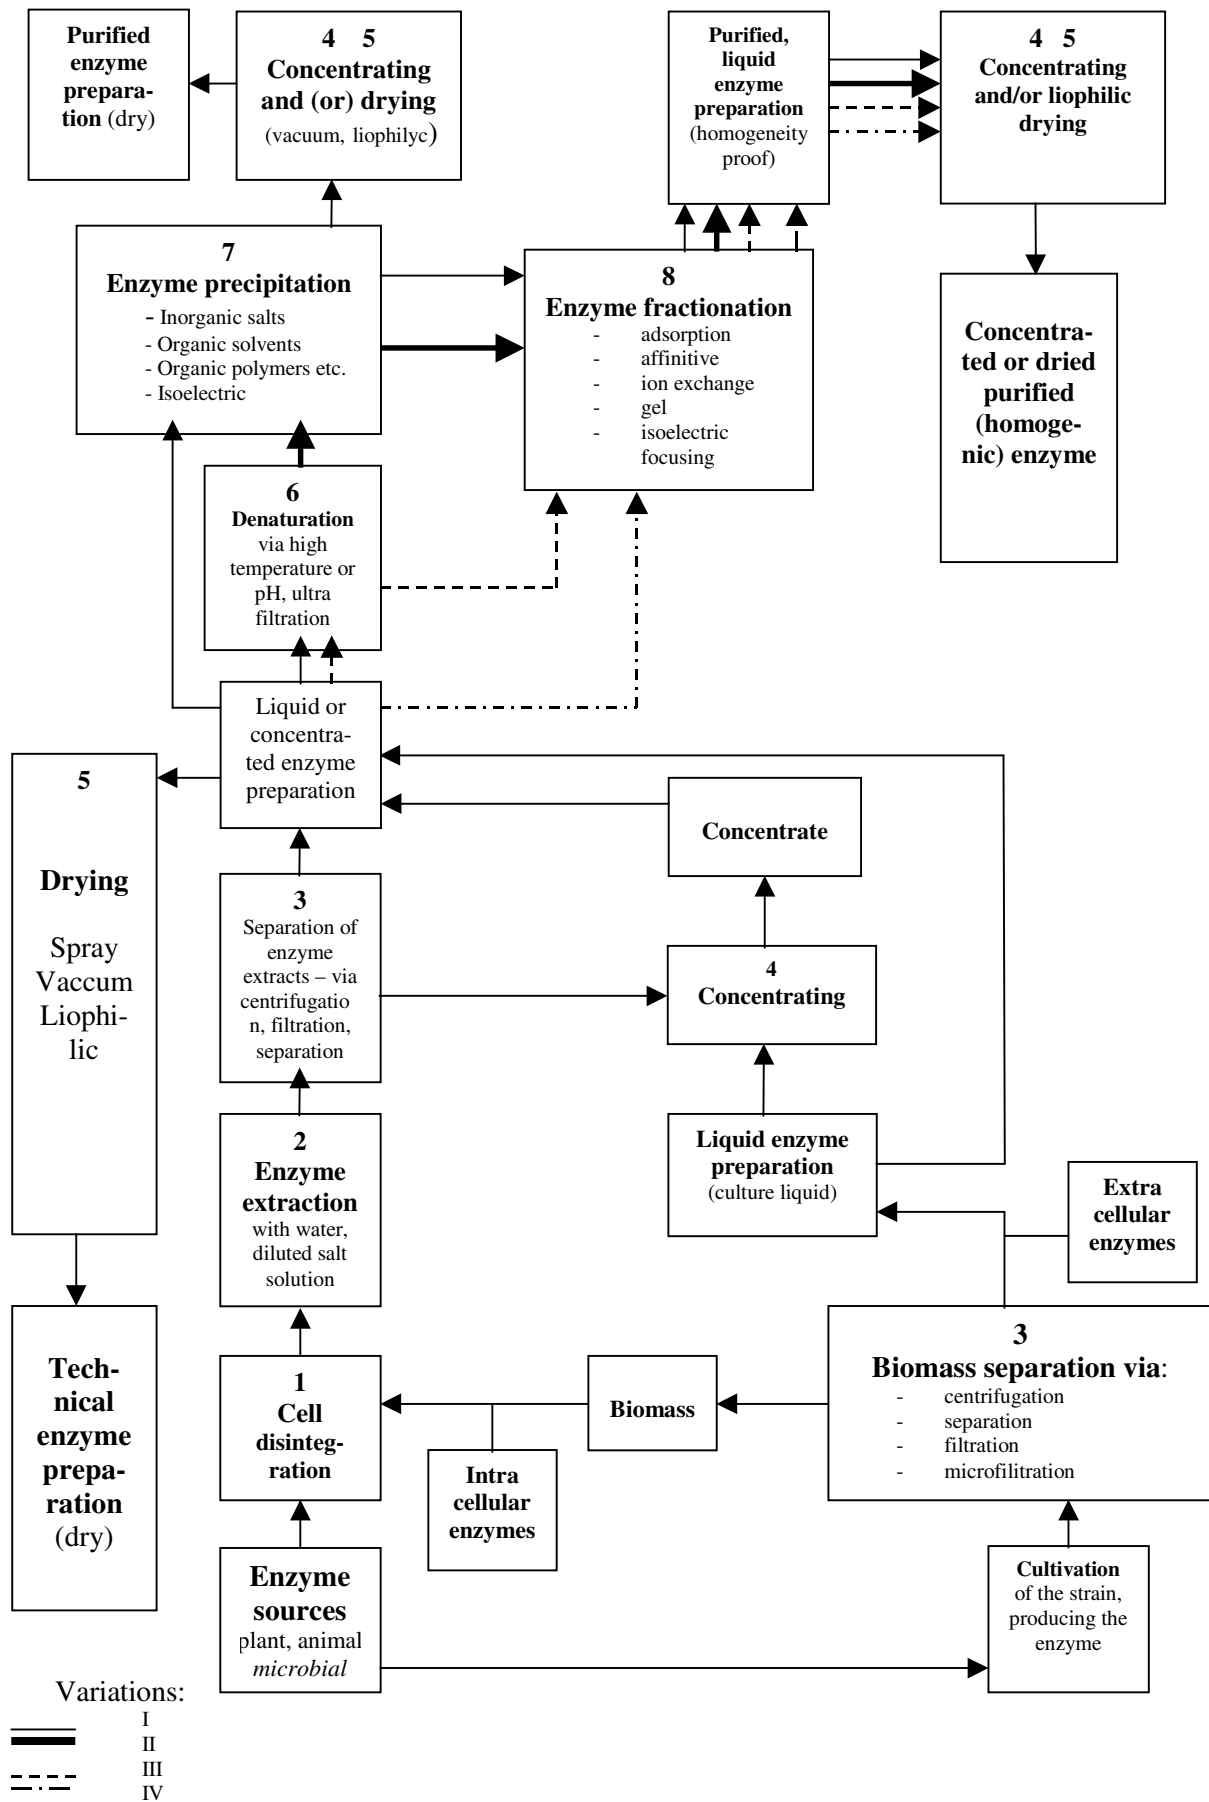 Purified
enzyme
prepara-
tion (dry)
4 5
Concentrating
and (or) drying
(vacuum, liophilyc)
Purified,
liquid
enzyme
preparation
(homogeneity
proof)
4 5
Concentrating
and/or liophilic
drying
7
Enzyme precipitation
- Inorganic salts
- Organic solvents
- Organic polymers etc.
- Isoelectric
8
Enzyme fractionation
- adsorption
- affinitive
- ion exchange
- gel
- isoelectric
focusing
Concentra-
ted or dried
purified
(homoge-
nic) enzyme
6
Denaturation
via high
temperature or
pH, ultra
filtration
Liquid or
concentra-
ted enzyme
preparation
5
Drying
Spray
Vaccum
Liophi-
lic
Concentrate
3
Separation of
enzyme
extracts – via
centrifugatio
n, filtration,
separation
4
Concentrating
2
Enzyme
extraction
with water,
diluted salt
solution
Liquid enzyme
preparation
(culture liquid)
Extra
cellular
enzymes
Tech-
nical
enzyme
prepa-
ration
(dry)
1
Cell
disinteg-
ration
Biomass
3
Biomass separation via:
- centrifugation
- separation
- filtration
- microfilitration
Intra
cellular
enzymes
Enzyme
sources
plant, animal
microbial
Cultivation
of the strain,
producing the
enzyme
Variations:
I
II
III
IV